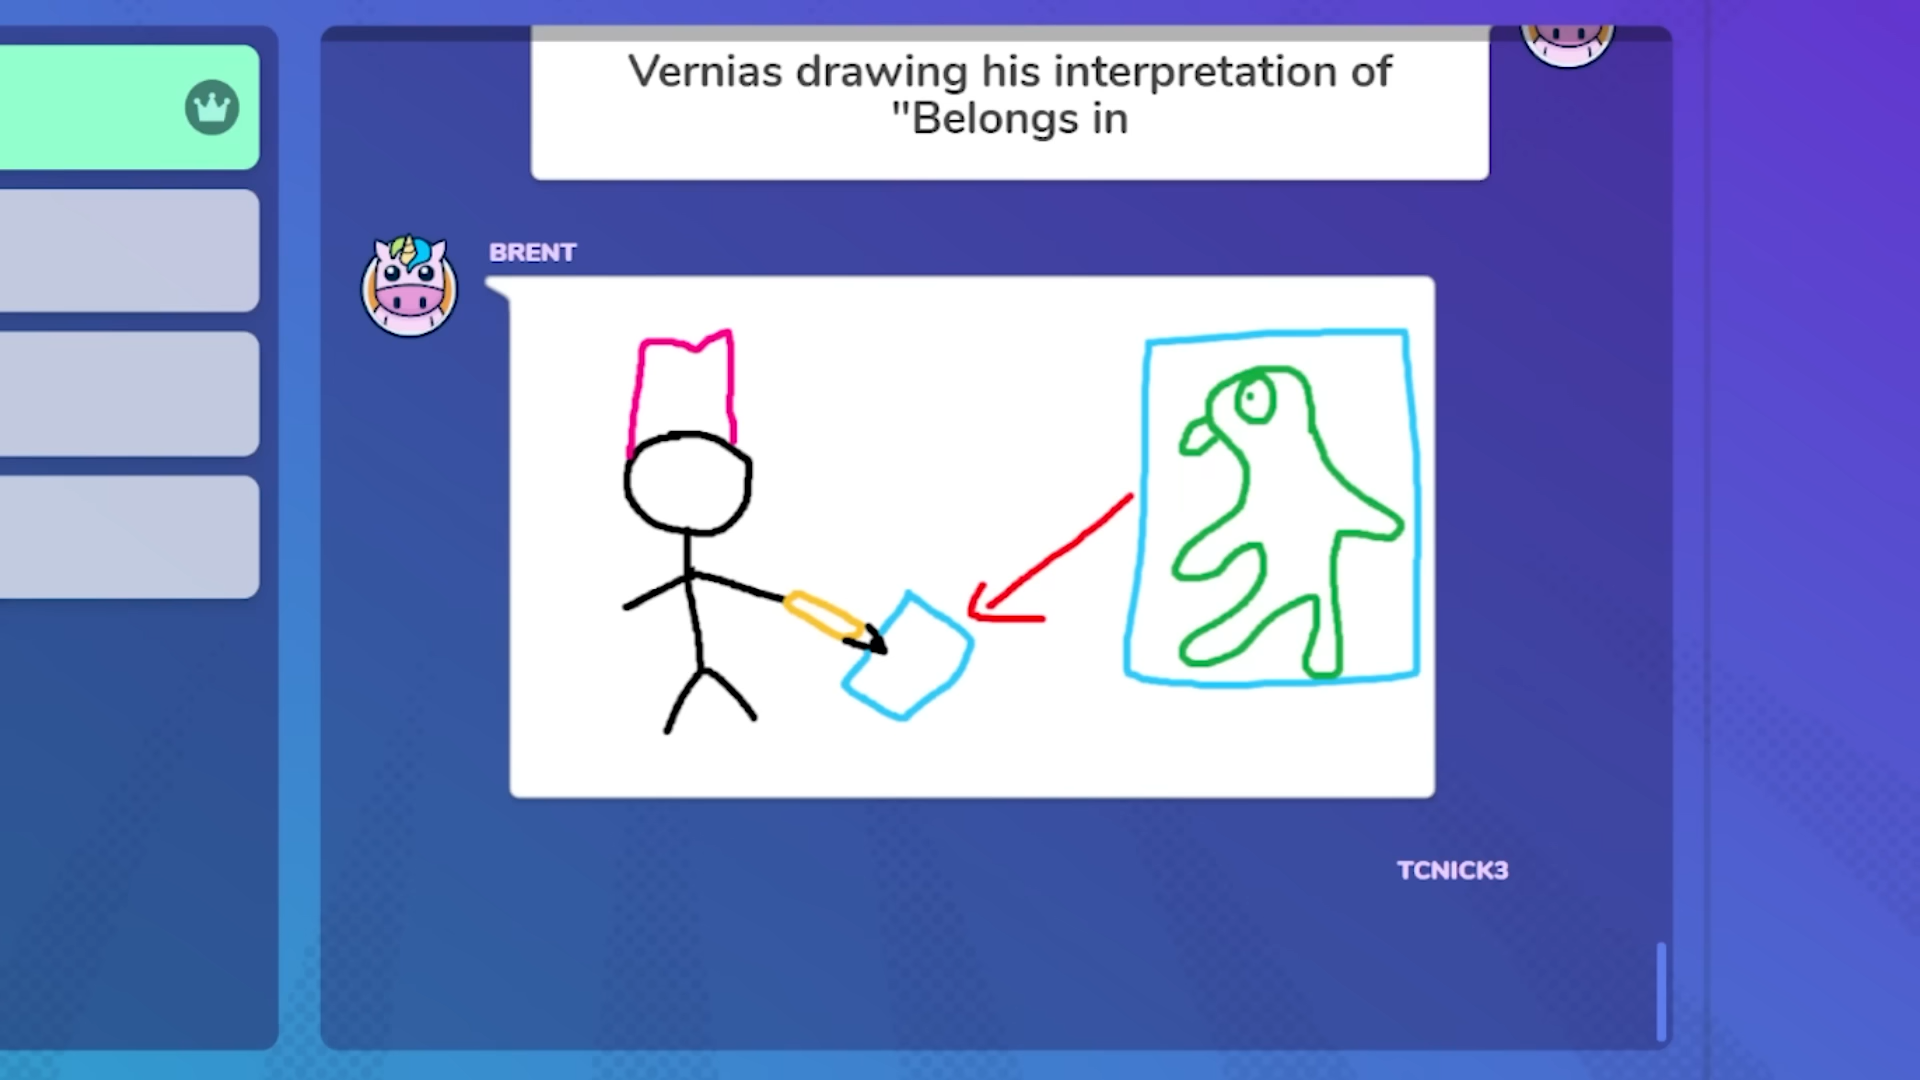 Vernias drawing his interpretation of
"Belongs in
BRENT
TCNICK3